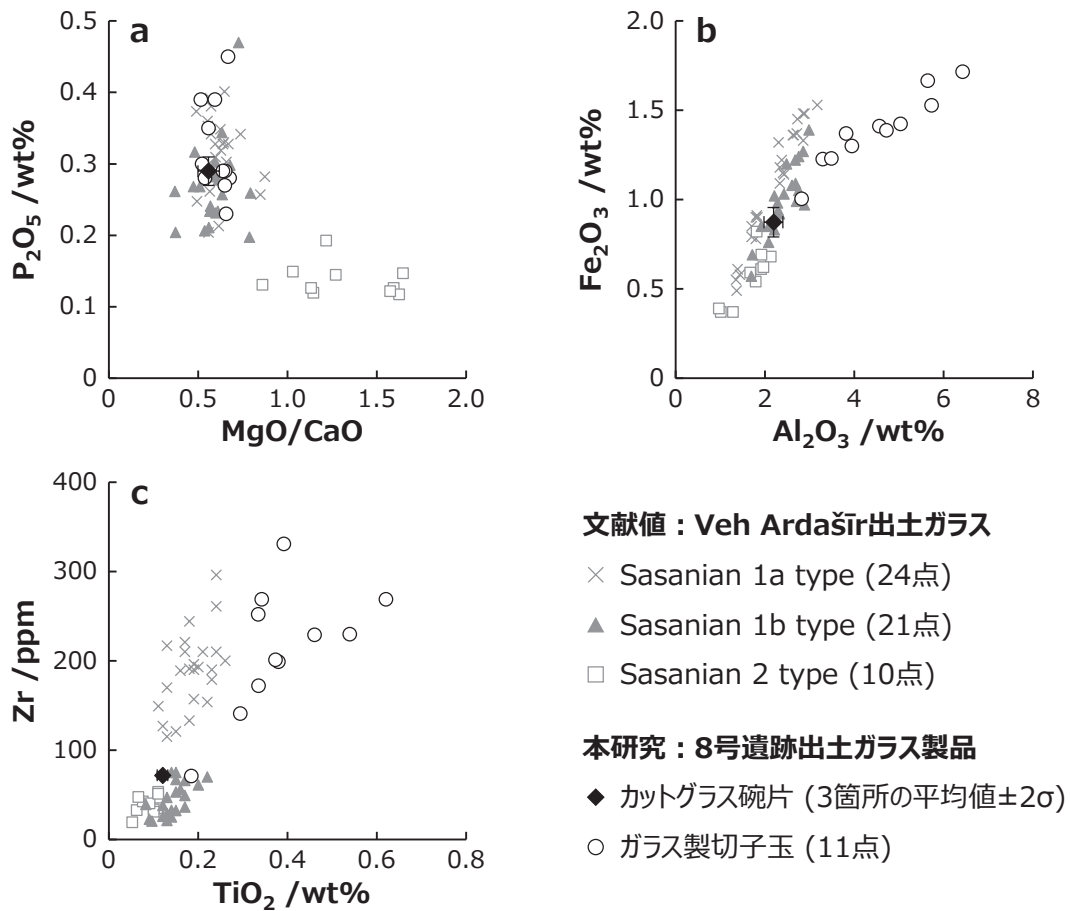 a
P₂O₅ /wt%
0.5
0.4
0.3
0.2
0.1
0
0 0.5 1.0 1.5 2.0
MgO/CaO
b
Fe₂O₃ /wt%
2.0
1.5
1.0
0.5
0
0 2 4 6 8
Al₂O₃ /wt%
c
Zr /ppm
400
300
200
100
0
0 0.2 0.4 0.6 0.8
TiO₂ /wt%
文献値：Veh Ardašīr出土ガラス
Sasanian 1a type (24点)
Sasanian 1b type (21点)
Sasanian 2 type (10点)
本研究：8号遺跡出土ガラス製品
カットグラス碗片 (3箇所の平均値±2σ)
ガラス製切子玉 (11点)